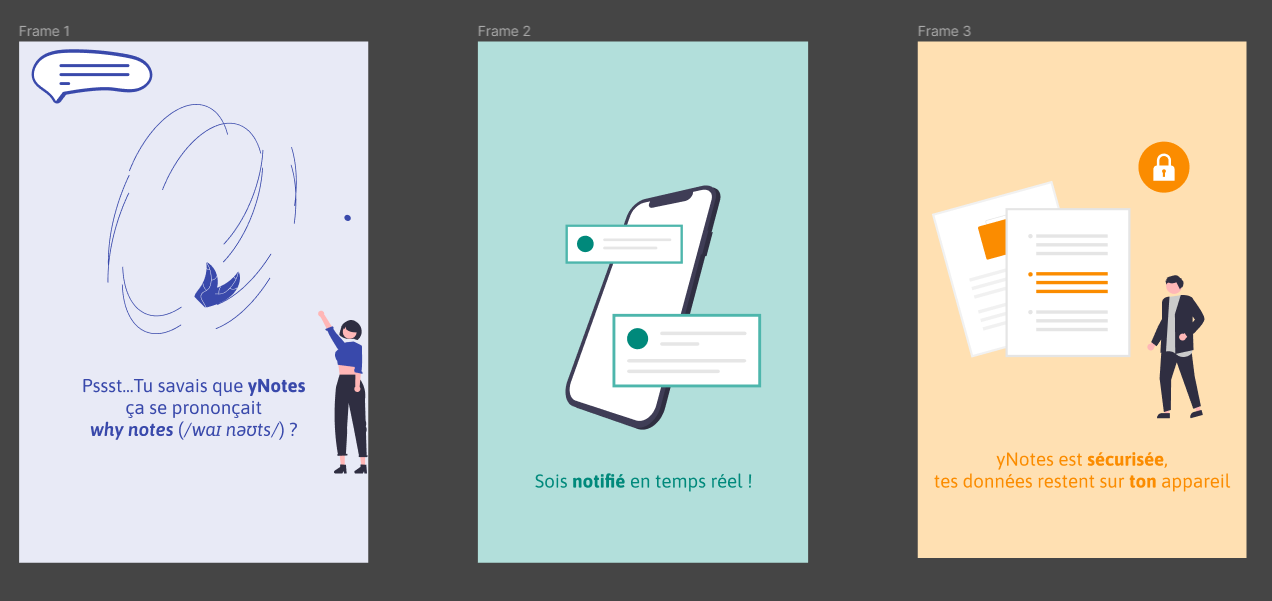 Frame 1
Pssst...Tu savais que yNotes
ça se prononçait
why notes (/waɪ nəʊts/) ?
Frame 2
Sois notifié en temps réel !
Frame 3
yNotes est sécurisée,
tes données restent sur ton appareil